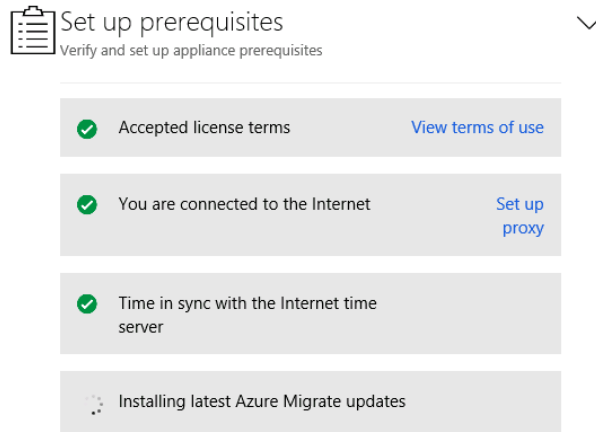 Set up prerequisites
Verify and set up appliance prerequisites
Accepted license terms
View terms of use
You are connected to the Internet
Set up
proxy
Time in sync with the Internet time
server
Installing latest Azure Migrate updates